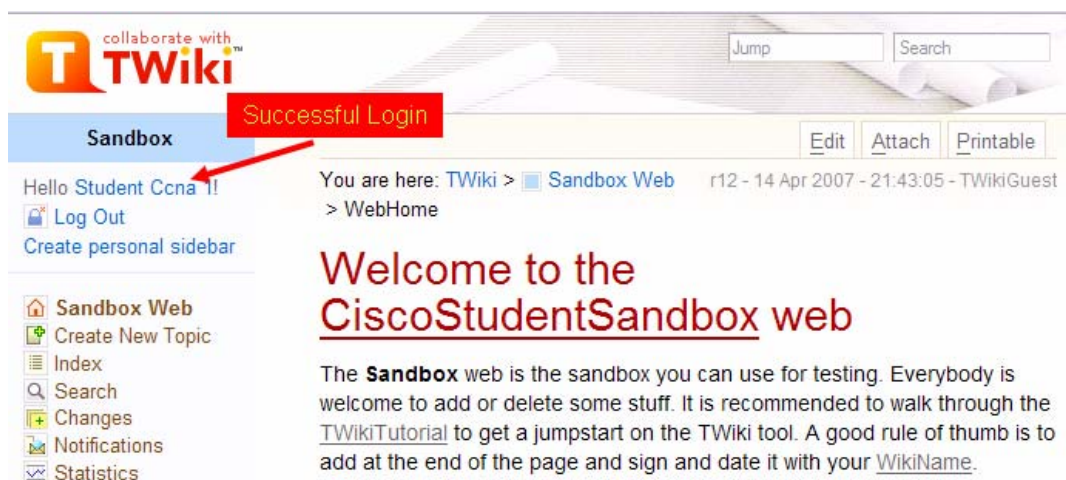 collaborate with
TWiki™
Jump
Search
Successful Login
Sandbox
Edit
Attach
Printable
Hello Student Ccna 1!
Log Out
Create personal sidebar
You are here: TWiki > Sandbox Web
> WebHome
r12 - 14 Apr 2007 - 21:43:05 - TWikiGuest
Sandbox Web
Create New Topic
Index
Search
Changes
Notifications
Statistics
Welcome to the
CiscoStudentSandbox web
The Sandbox web is the sandbox you can use for testing. Everybody is
welcome to add or delete some stuff. It is recommended to walk through the
TWikiTutorial to get a jumpstart on the TWiki tool. A good rule of thumb is to
add at the end of the page and sign and date it with your WikiName.